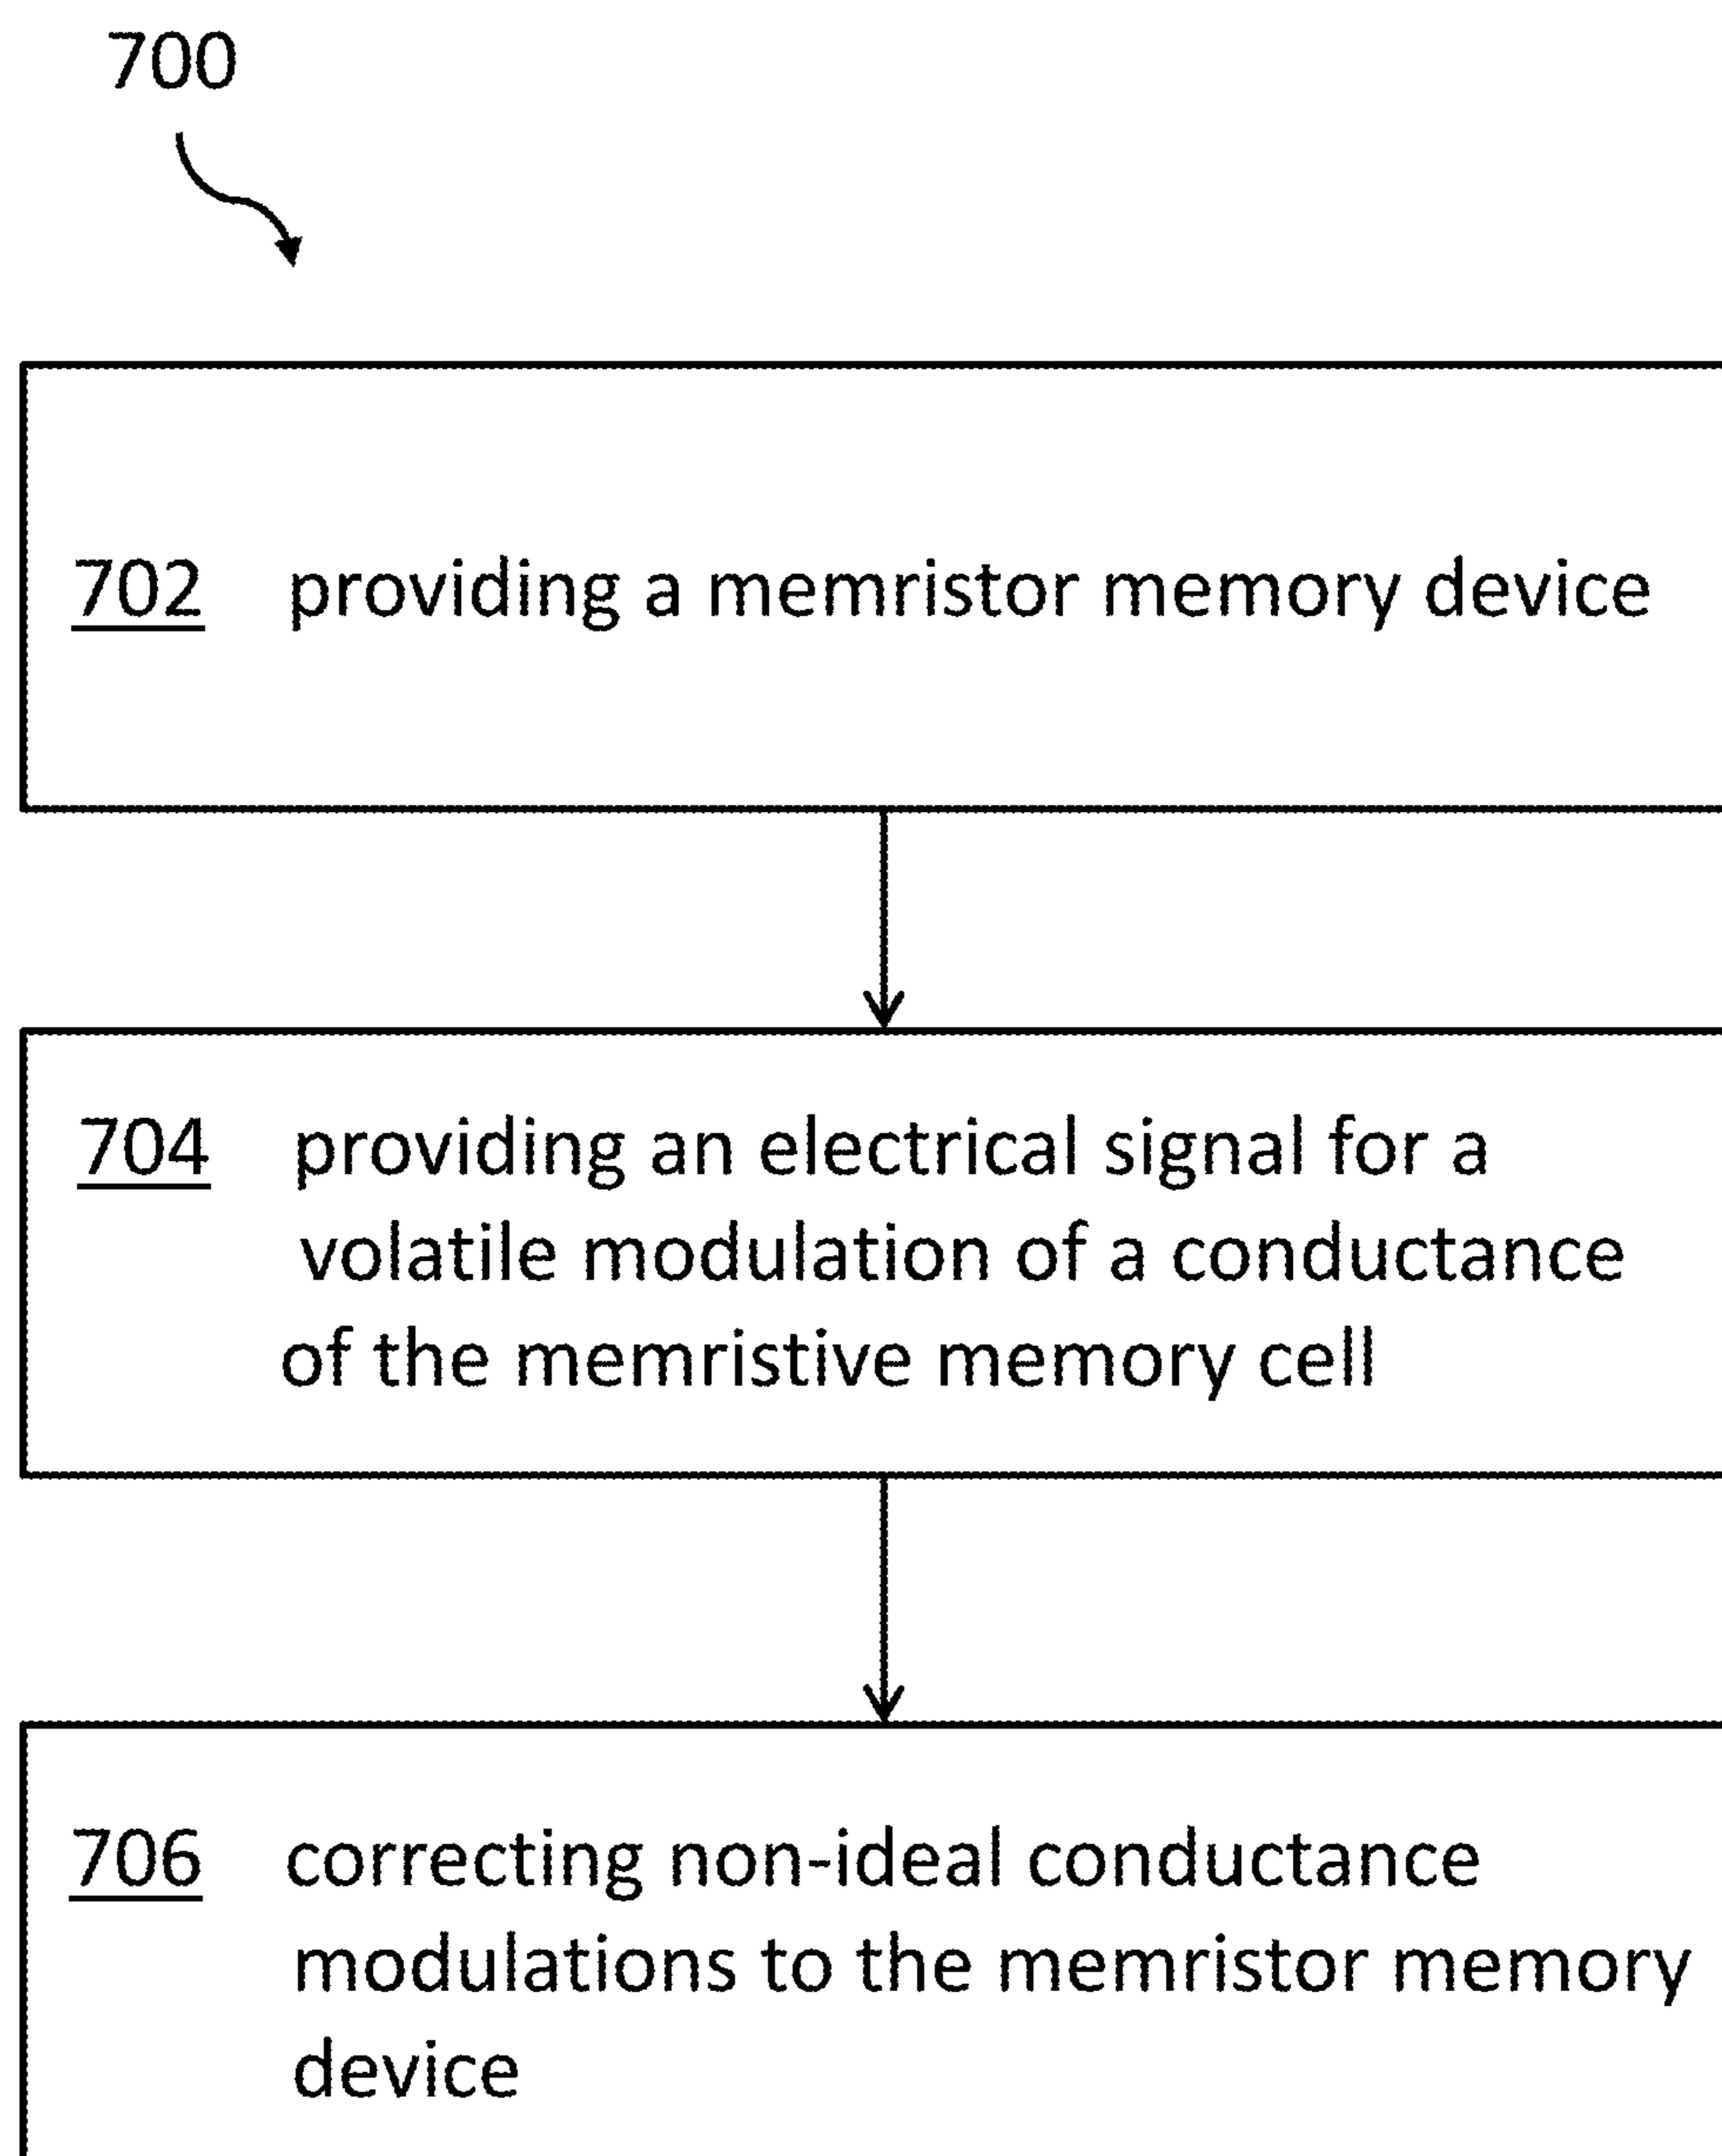 700
702 providing a memristor memory device
704 providing an electrical signal for a
volatile modulation of a conductance
of the memristive memory cell
706 correcting non-ideal conductance
modulations to the memristor memory
device